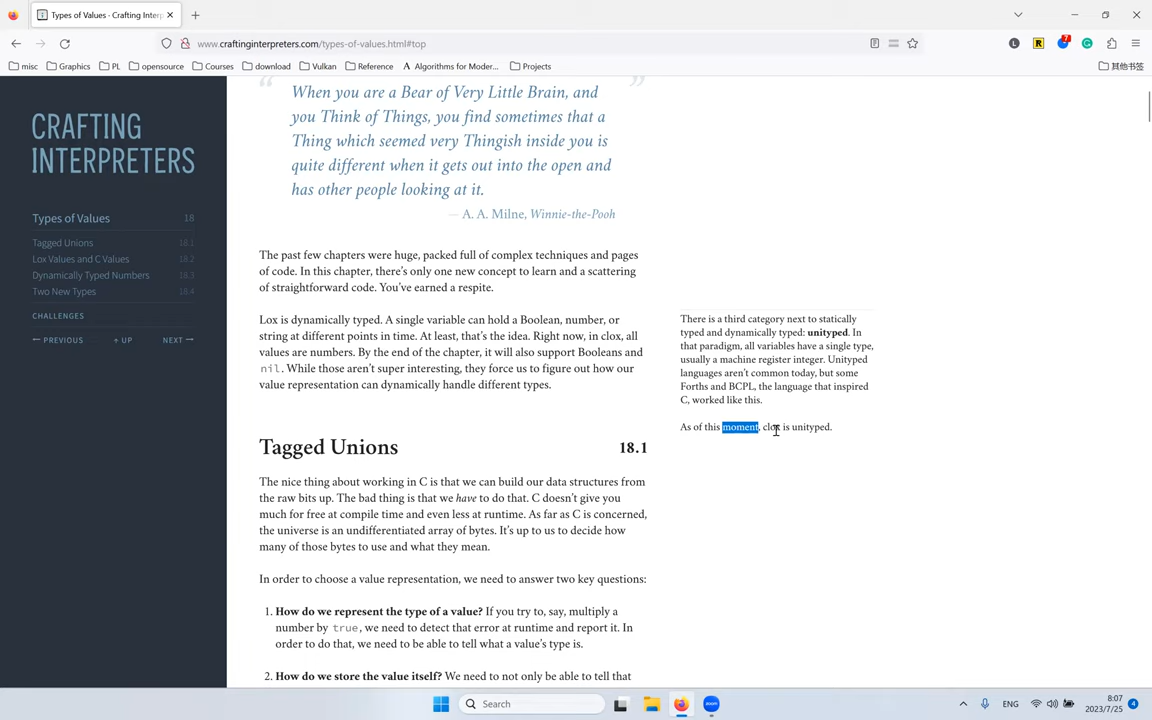 Types of Values - Crafting Interp
www.craftinginterpreters.com/types-of-values.html#top
misc Graphics PL opensource Courses download Vulkan Reference Algorithms for Moder... Projects 其他书签
CRAFTING
INTERPRETERS
Types of Values 18
Tagged Unions 18.1
Lox Values and C Values 18.2
Dynamically Typed Numbers 18.3
Two New Types 18.4
CHALLENGES
← PREVIOUS ↑ UP NEXT →
“ When you are a Bear of Very Little Brain, and ”
you Think of Things, you find sometimes that a
Thing which seemed very Thingish inside you is
quite different when it gets out into the open and
has other people looking at it.
— A. A. Milne, Winnie-the-Pooh
The past few chapters were huge, packed full of complex techniques and pages
of code. In this chapter, there’s only one new concept to learn and a scattering
of straightforward code. You’ve earned a respite.
Lox is dynamically typed. A single variable can hold a Boolean, number, or
string at different points in time. At least, that’s the idea. Right now, in clox, all
values are numbers. By the end of the chapter, it will also support Booleans and
nil. While those aren’t super interesting, they force us to figure out how our
value representation can dynamically handle different types.
There is a third category next to statically
typed and dynamically typed: unityped. In
that paradigm, all variables have a single type,
usually a machine register integer. Unityped
languages aren’t common today, but some
Forths and BCPL, the language that inspired
C, worked like this.
As of this moment, clox is unityped.
Tagged Unions 18.1
The nice thing about working in C is that we can build our data structures from
the raw bits up. The bad thing is that we have to do that. C doesn’t give you
much for free at compile time and even less at runtime. As far as C is concerned,
the universe is an undifferentiated array of bytes. It’s up to us to decide how
many of those bytes to use and what they mean.
In order to choose a value representation, we need to answer two key questions:
1. How do we represent the type of a value? If you try to, say, multiply a
number by true, we need to detect that error at runtime and report it. In
order to do that, we need to be able to tell what a value’s type is.
2. How do we store the value itself? We need to not only be able to tell that
Search
zoom
ENG
8:07
2023/7/25
4
L
R
7